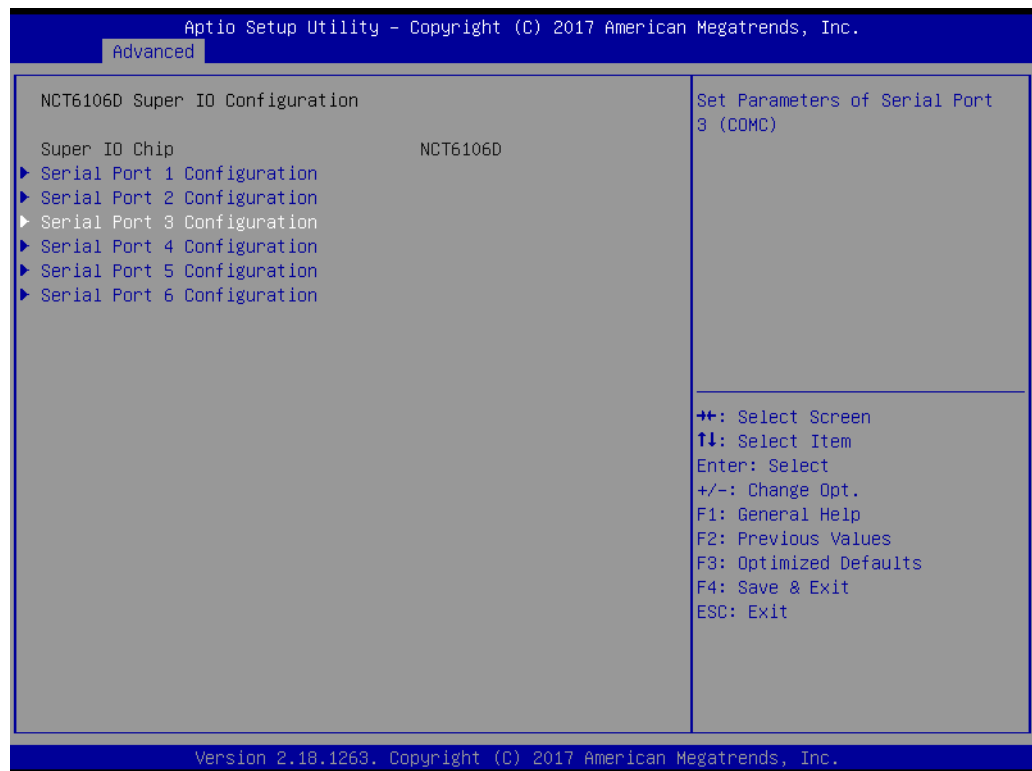 Aptio Setup Utility – Copyright (C) 2017 American Megatrends, Inc.
Advanced
NCT6106D Super IO Configuration
Super IO Chip NCT6106D
▶ Serial Port 1 Configuration
▶ Serial Port 2 Configuration
▶ Serial Port 3 Configuration
▶ Serial Port 4 Configuration
▶ Serial Port 5 Configuration
▶ Serial Port 6 Configuration
Set Parameters of Serial Port
3 (COMC)
→←: Select Screen
↑↓: Select Item
Enter: Select
+/-: Change Opt.
F1: General Help
F2: Previous Values
F3: Optimized Defaults
F4: Save & Exit
ESC: Exit
Version 2.18.1263. Copyright (C) 2017 American Megatrends, Inc.